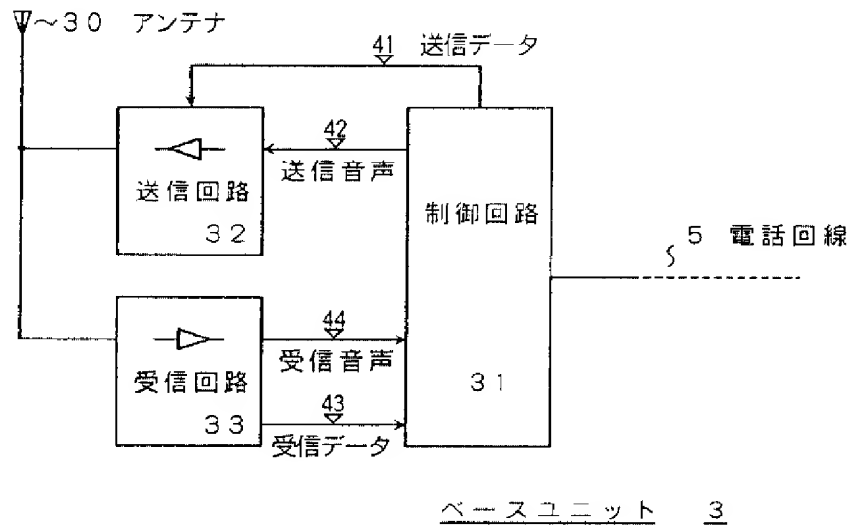 ~30 アンテナ
41 送信データ
42
送信音声
送信回路
32
制御回路
5 電話回線
44
受信音声
受信回路
31
33
43
受信データ
ベースユニット 3